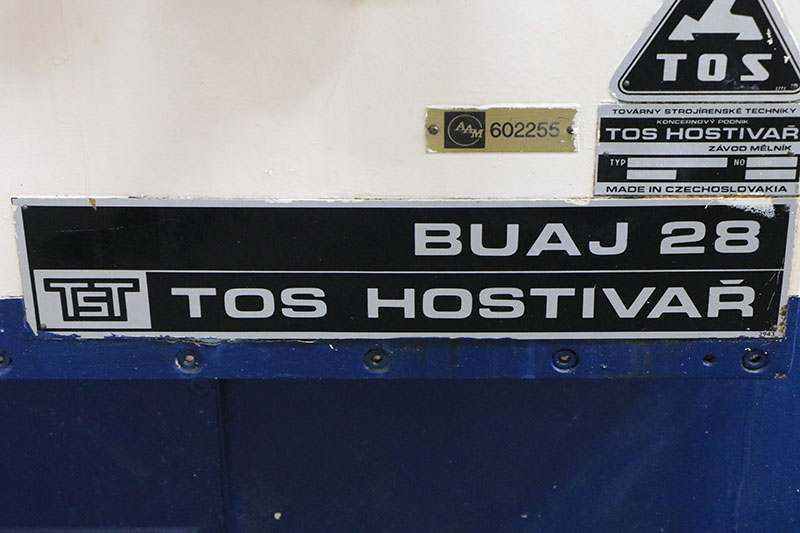 TOS
AAM 602255
TOVÁRNY STROJÍRENSKÉ TECHNIKY
KONCERNOVÝ PODNIK
TOS HOSTIVAŘ
ZÁVOD MĚLNÍK
TYP NO
MADE IN CZECHOSLOVAKIA
BUAJ 28
TST TOS HOSTIVAŘ
2943